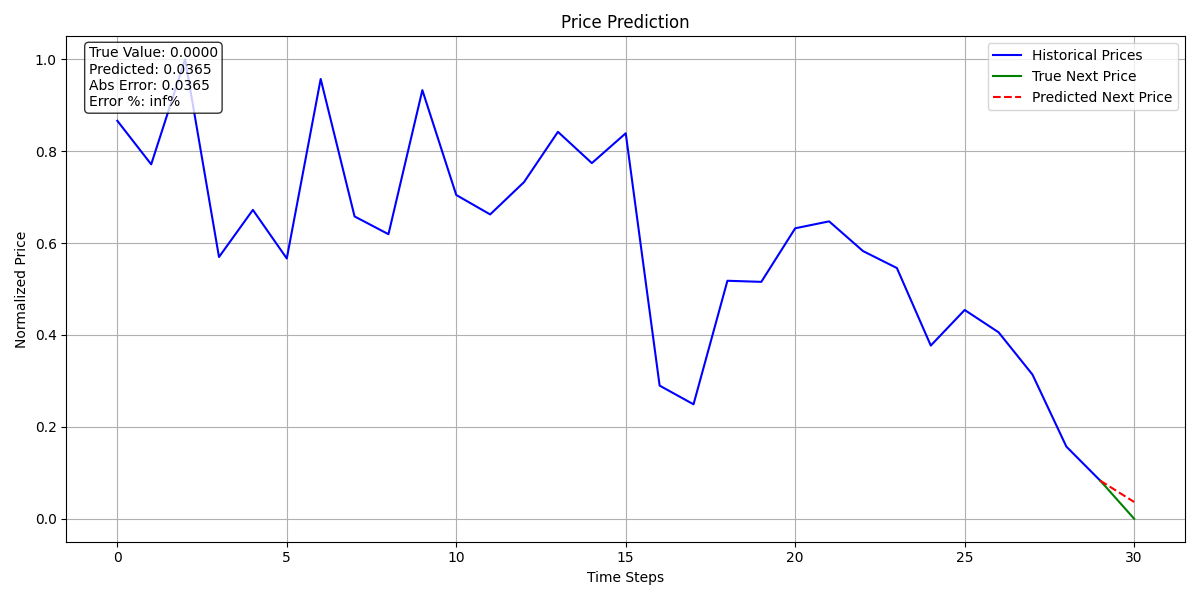 Price Prediction
True Value: 0.0000
Predicted: 0.0365
Abs Error: 0.0365
Error %: inf%
Historical Prices
True Next Price
Predicted Next Price
Normalized Price
1.0
0.8
0.6
0.4
0.2
0.0
0 5 10 15 20 25 30
Time Steps